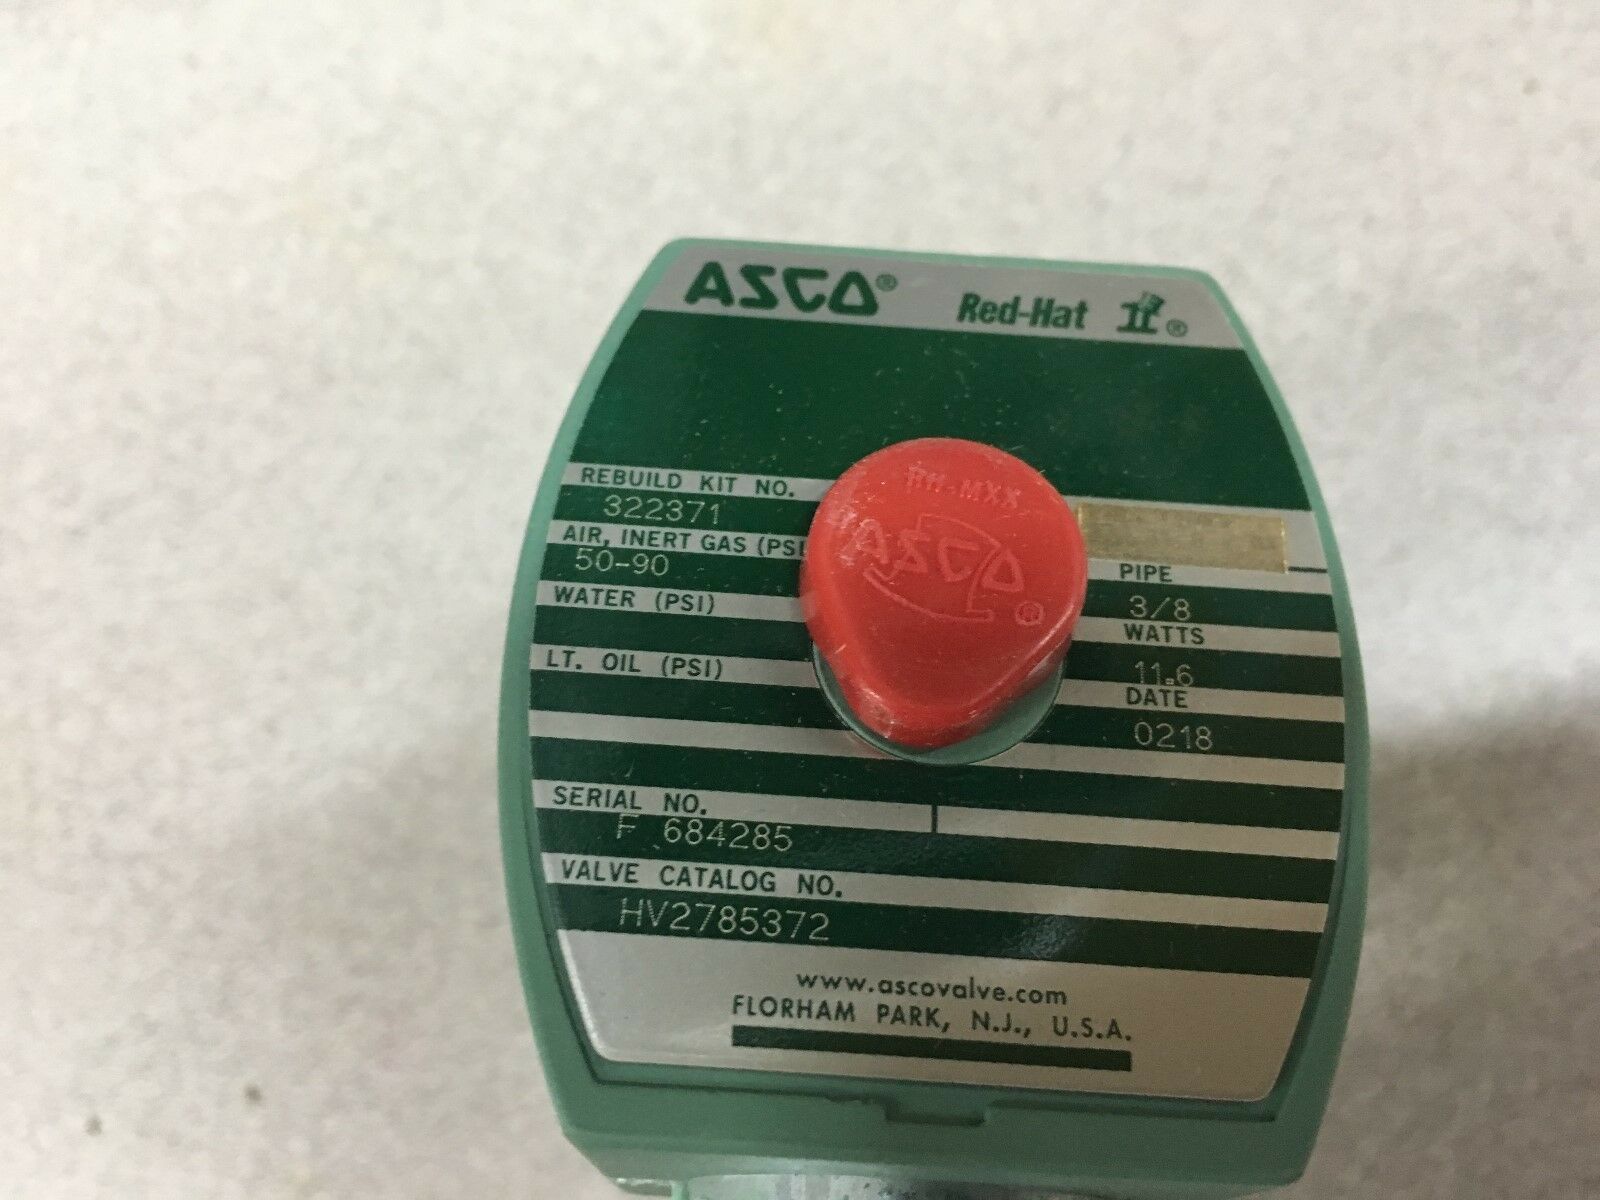 ASCO® Red-Hat II®
REBUILD KIT NO.
322371
AIR, INERT GAS (PSI
50-90
WATER (PSI)
LT. OIL (PSI)
ASCO®
PIPE
3/8
WATTS
11.6
DATE
0218
SERIAL NO.
F 684285
VALVE CATALOG NO.
HV2785372
www.ascovalve.com
FLORHAM PARK, N.J., U.S.A.